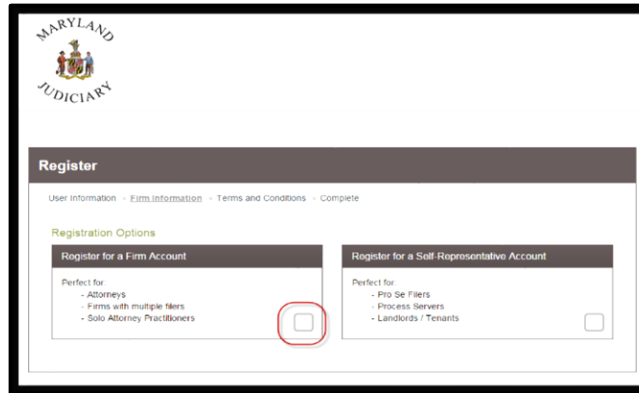 MARYLAND
JUDICIARY
Register
User Information - Firm Information - Terms and Conditions - Complete
Registration Options
Register for a Firm Account
Perfect for:
- Attorneys
- Firms with multiple filers
- Solo Attorney Practitioners
Register for a Self-Representative Account
Perfect for:
- Pro Se Filers
- Process Servers
- Landlords / Tenants